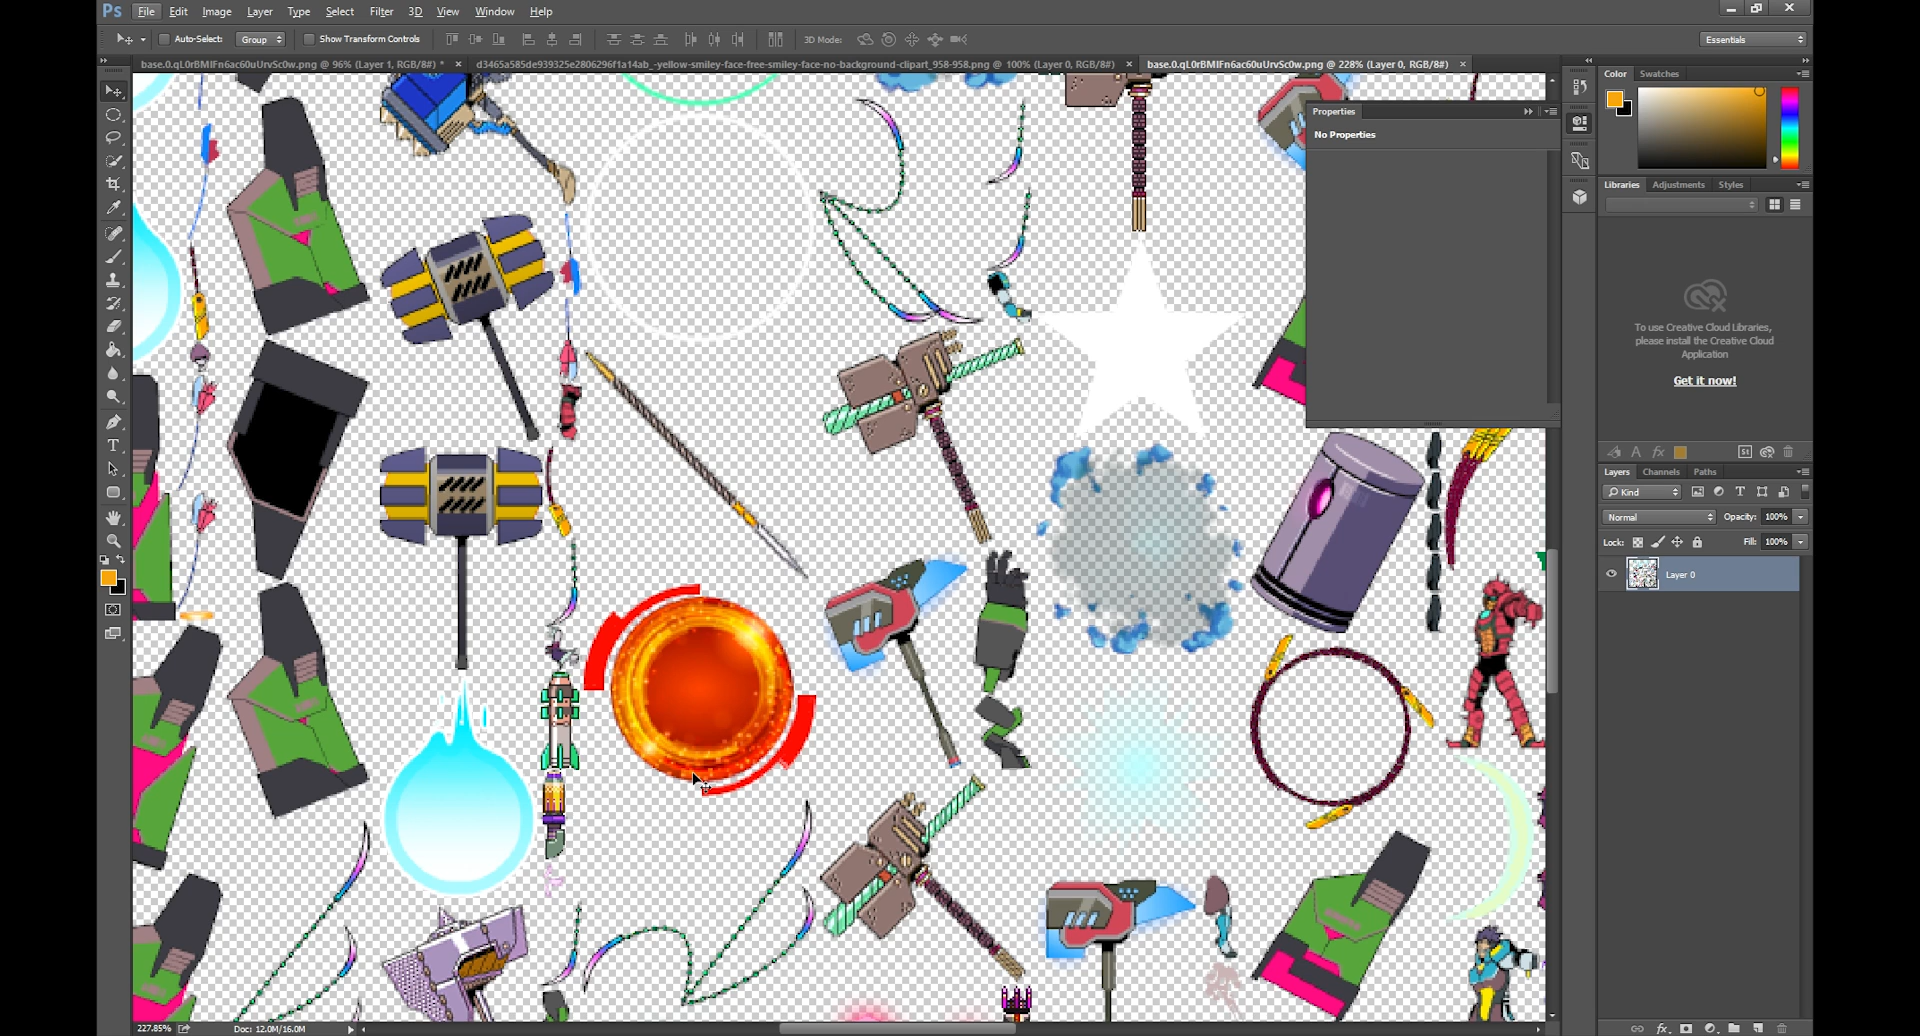 Ps File Edit Image Layer Type Select Filter 3D View Window Help
Auto-Select: Group Show Transform Controls 3D Mode: Essentials
base.0.qL0rBMIFn6ac60uUrvSc0w.png @ 96% (Layer 1, RGB/8#) * × d3465a585de939325e2806296f1a14ab_-yellow-smiley-face-free-smiley-face-no-background-clipart_958-958.png @ 100% (Layer 0, RGB/8#) × base.0.qL0rBMIFn6ac60uUrvSc0w.png @ 228% (Layer 0, RGB/8#) ×
Color Swatches
Properties
No Properties
Libraries Adjustments Styles
To use Creative Cloud Libraries,
please install the Creative Cloud
Application
Get it now!
Layers Channels Paths
Kind
Normal Opacity: 100%
Lock: Fill: 100%
Layer 0
227.85% Doc: 12.0M/16.0M